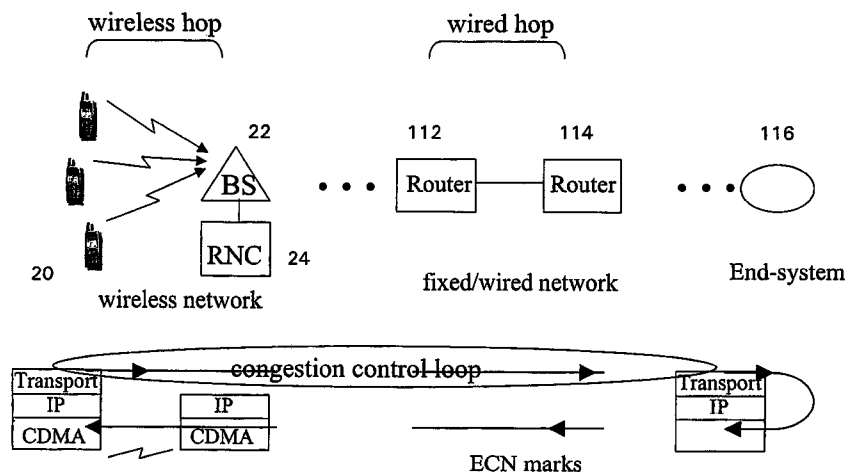 wireless hop
wired hop
22
112
114
116
BS
Router
Router
RNC
24
20
wireless network
fixed/wired network
End-system
congestion control loop
Transport
IP
CDMA
IP
CDMA
Transport
IP
ECN marks